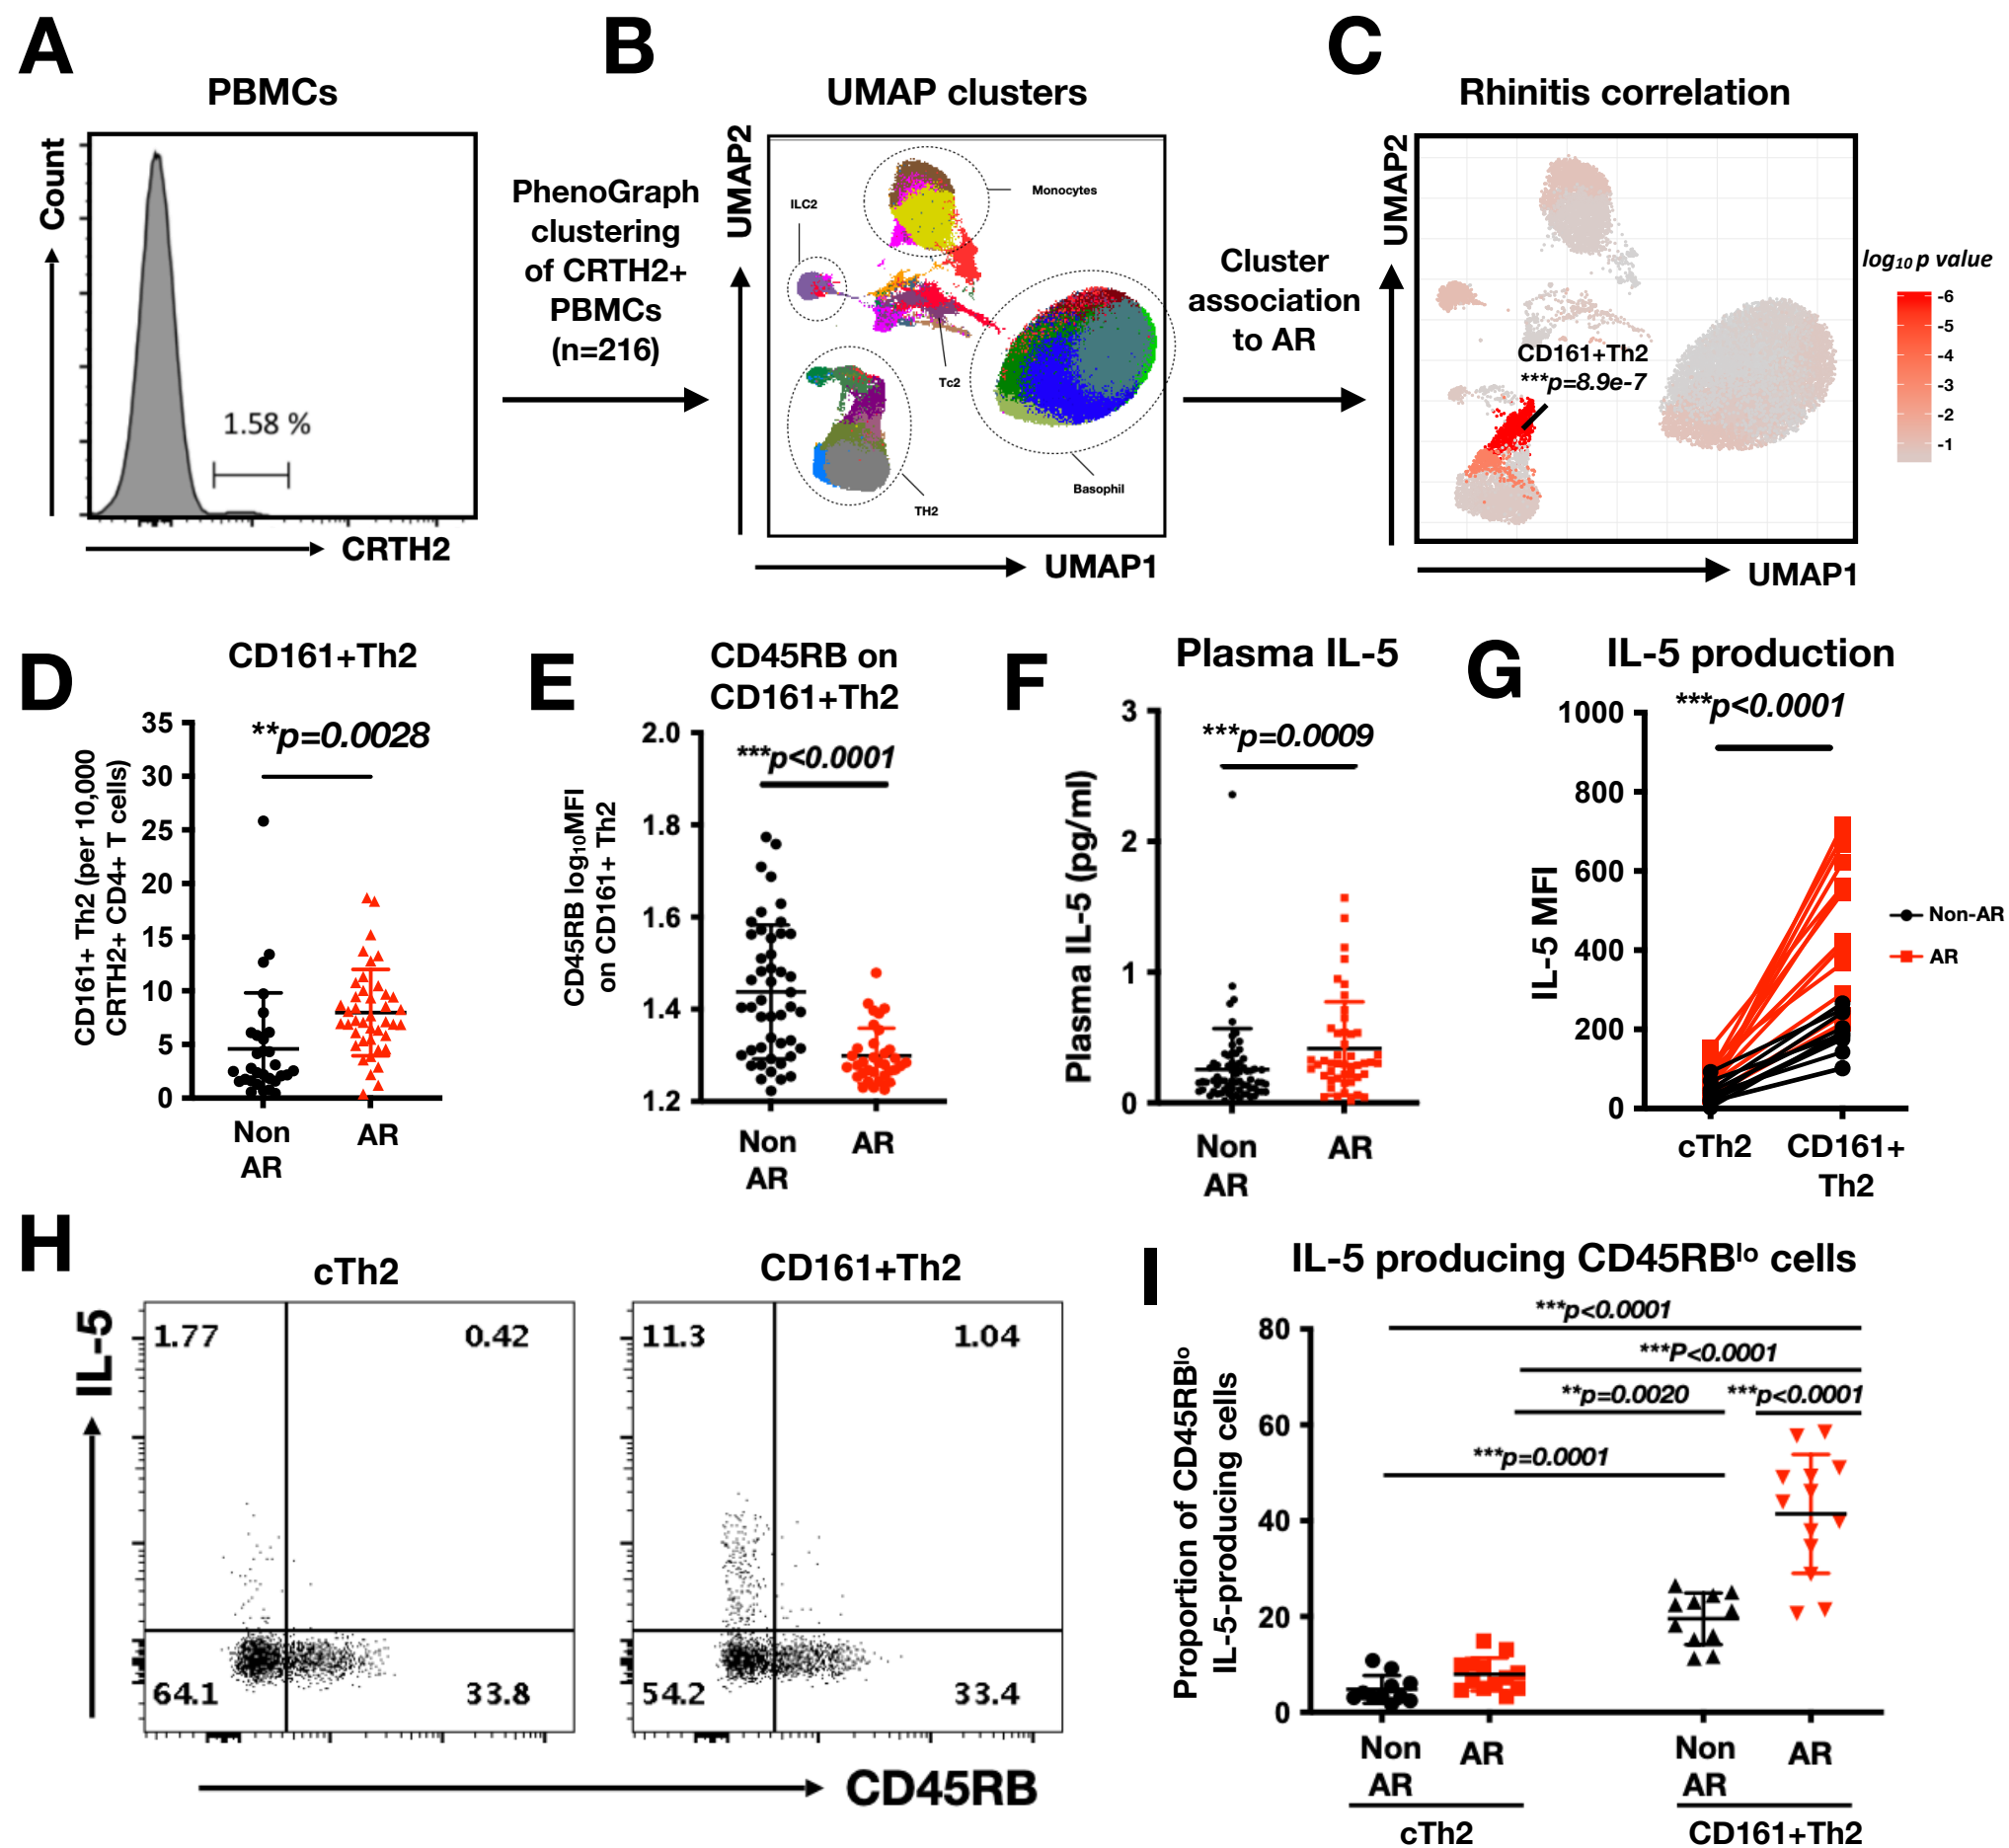 A
PBMCs
Count
1.58 %
CRTH2
PhenoGraph
clustering
of CRTH2+
PBMCs
(n=216)
B
UMAP clusters
UMAP2
ILC2
Monocytes
Tc2
TH2
Basophil
UMAP1
Cluster
association
to AR
C
Rhinitis correlation
UMAP2
CD161+Th2
***p=8.9e-7
UMAP1
log₁₀ p value
-6
-5
-4
-3
-2
-1
D
CD161+Th2
CD161+ Th2 (per 10,000
CRTH2+ CD4+ T cells)
**p=0.0028
35
30
25
20
15
10
5
0
Non
AR
AR
E
CD45RB on
CD161+Th2
CD45RB log₁₀MFI
on CD161+ Th2
***p<0.0001
2.0
1.8
1.6
1.4
1.2
Non
AR
AR
F
Plasma IL-5
Plasma IL-5 (pg/ml)
***p=0.0009
3
2
1
0
Non
AR
AR
G
IL-5 production
***p<0.0001
IL-5 MFI
1000
800
600
400
200
0
cTh2
CD161+
Th2
Non-AR
AR
H
cTh2
CD161+Th2
IL-5
1.77
0.42
64.1
33.8
11.3
1.04
54.2
33.4
CD45RB
I
IL-5 producing CD45RBˡᵒ cells
Proportion of CD45RBˡᵒ
IL-5-producing cells
***p<0.0001
***P<0.0001
**p=0.0020
***p<0.0001
***p=0.0001
80
60
40
20
0
Non
AR
AR
Non
AR
AR
cTh2
CD161+Th2